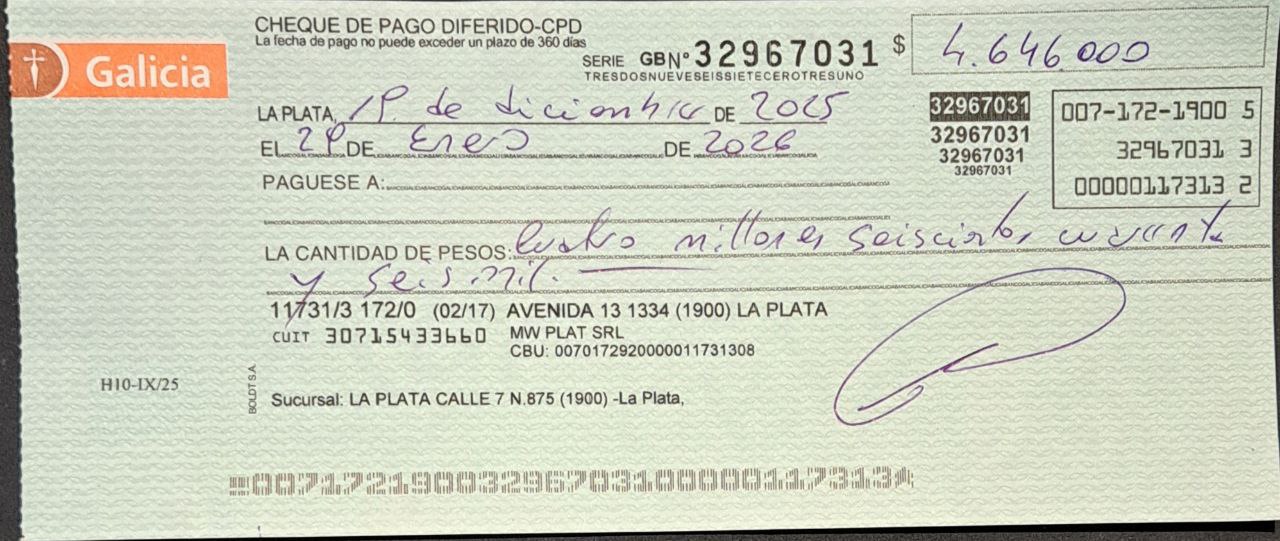 CHEQUE DE PAGO DIFERIDO-CPD
La fecha de pago no puede exceder un plazo de 360 días
SERIE GB Nº 32967031 $ 4.646.000
TRESDOSNUEVESEISSIETECEROTRESUNO
Galicia
LA PLATA, 19 de diciembre DE 2025
EL 29 DE Enero DE 2026
32967031
32967031
32967031
32967031
007-172-1900 5
32967031 3
00000117313 2
PAGUESE A:
LA CANTIDAD DE PESOS: Cuatro millones seiscientos cuarenta
y seis mil.
11731/3 172/0 (02/17) AVENIDA 13 1334 (1900) LA PLATA
CUIT 30715433660 MW PLAT SRL
CBU: 0070172920000011731308
H10-IX/25
BOLDT S.A.
Sucursal: LA PLATA CALLE 7 N.875 (1900) -La Plata,
00717219003296703100000117313